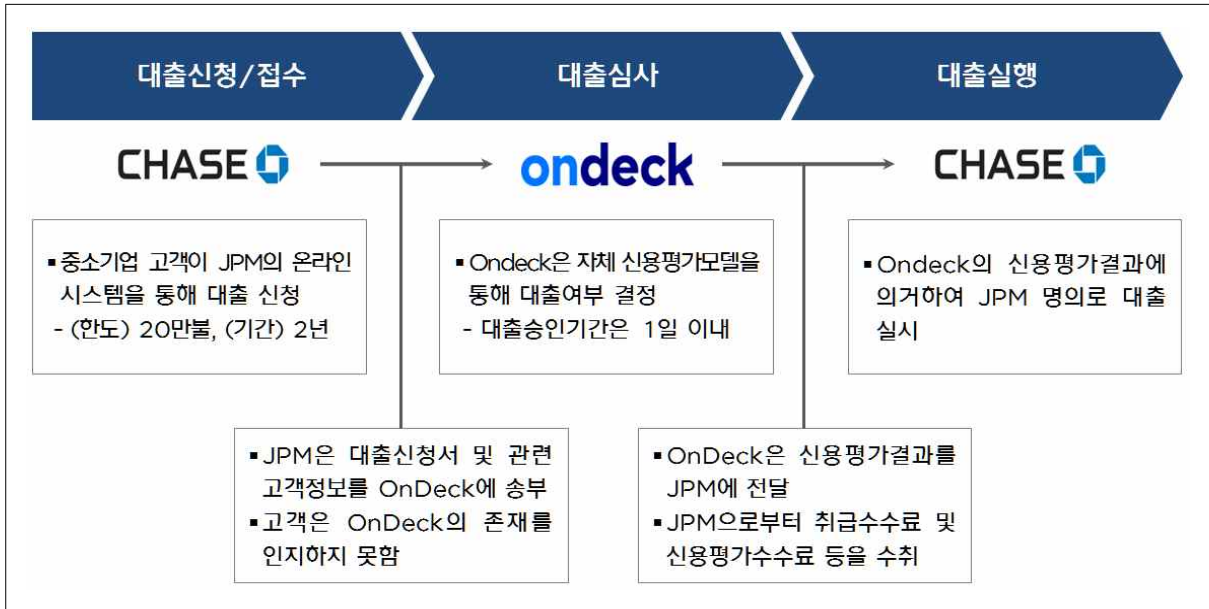 대출신청/접수
대출심사
대출실행
CHASE
ondeck
CHASE
▪중소기업 고객이 JPM의 온라인
시스템을 통해 대출 신청
- (한도) 20만불, (기간) 2년
▪Ondeck은 자체 신용평가모델을
통해 대출여부 결정
- 대출승인기간은 1일 이내
▪Ondeck의 신용평가결과에
의거하여 JPM 명의로 대출
실시
▪JPM은 대출신청서 및 관련
고객정보를 OnDeck에 송부
▪고객은 OnDeck의 존재를
인지하지 못함
▪OnDeck은 신용평가결과를
JPM에 전달
▪JPM으로부터 취급수수료 및
신용평가수수료 등을 수취